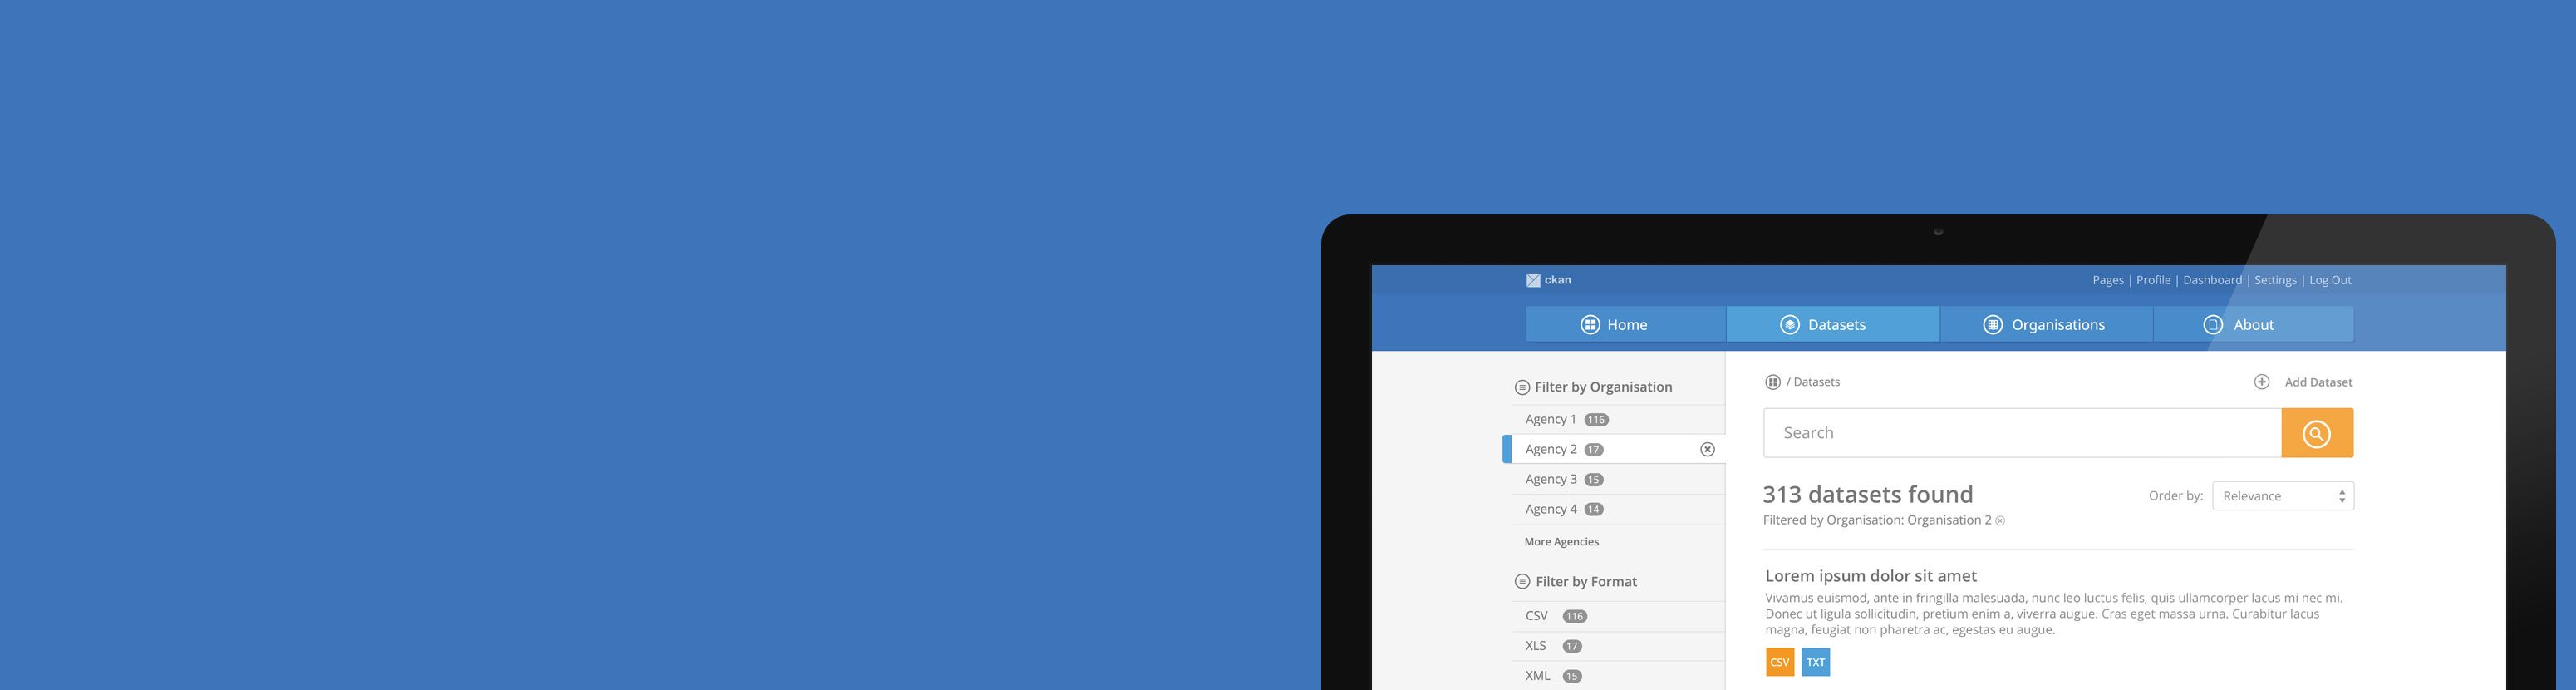 ckan
Pages | Profile | Dashboard | Settings | Log Out
Home Datasets Organisations About
Filter by Organisation
Agency 1 116
Agency 2 17
Agency 3 15
Agency 4 14
More Agencies
Filter by Format
CSV 116
XLS 17
XML 15
/ Datasets
Add Dataset
Search
313 datasets found
Order by: Relevance
Filtered by Organisation: Organisation 2
Lorem ipsum dolor sit amet
Vivamus euismod, ante in fringilla malesuada, nunc leo luctus felis, quis ullamcorper lacus mi nec mi.
Donec ut ligula sollicitudin, pretium enim a, viverra augue. Cras eget massa urna. Curabitur lacus
magna, feugiat non pharetra ac, egestas eu augue.
CSV TXT